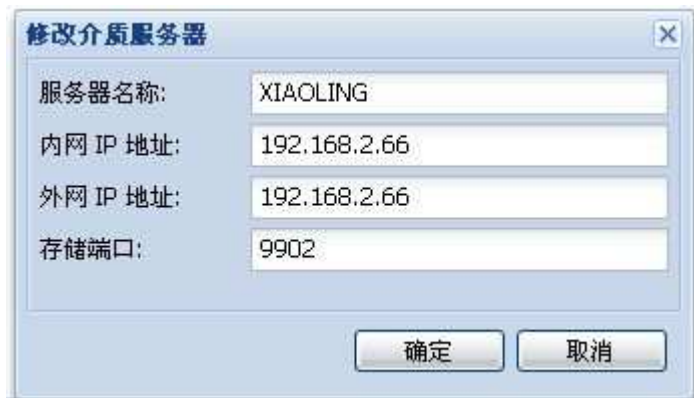 修改介质服务器
服务器名称: XIAOLING
内网 IP 地址: 192.168.2.66
外网 IP 地址: 192.168.2.66
存储端口: 9902
确定 取消